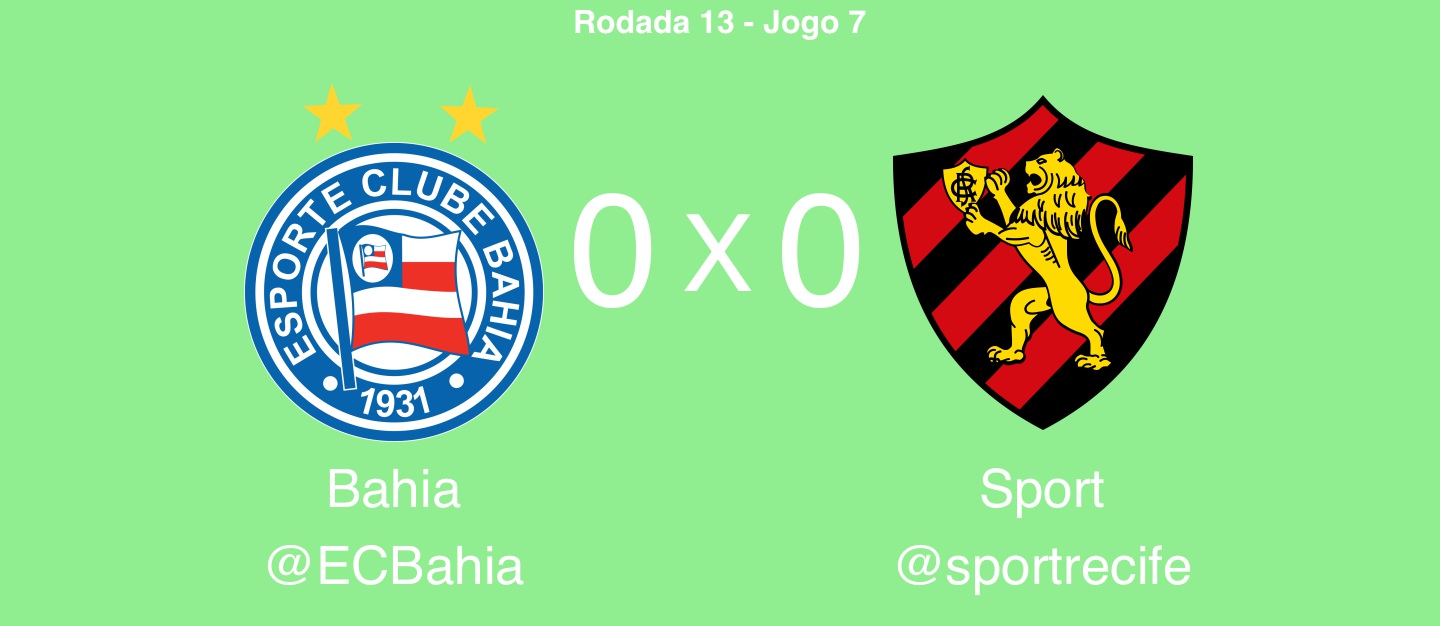 Rodada 13 - Jogo 7
ESPORTE CLUBE BAHIA
1931
0 x 0
Bahia
Sport
@ECBahia
@sportrecife